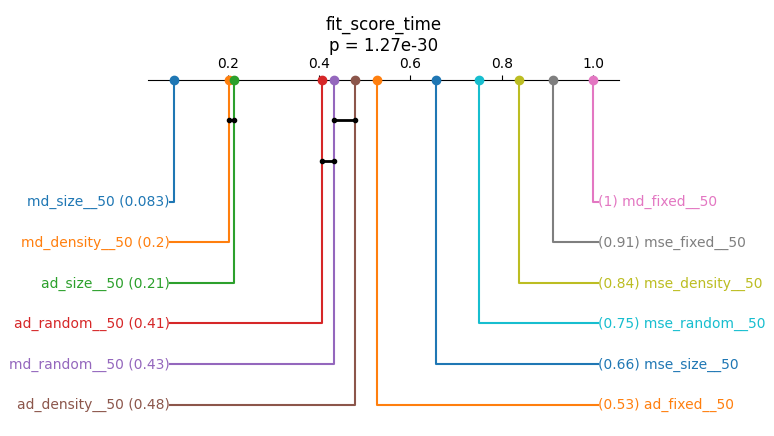 fit_score_time
p = 1.27e-30
0.2 0.4 0.6 0.8 1.0
md_size__50 (0.083)
(1) md_fixed__50
md_density__50 (0.2)
(0.91) mse_fixed__50
ad_size__50 (0.21)
(0.84) mse_density__50
ad_random__50 (0.41)
(0.75) mse_random__50
md_random__50 (0.43)
(0.66) mse_size__50
ad_density__50 (0.48)
(0.53) ad_fixed__50